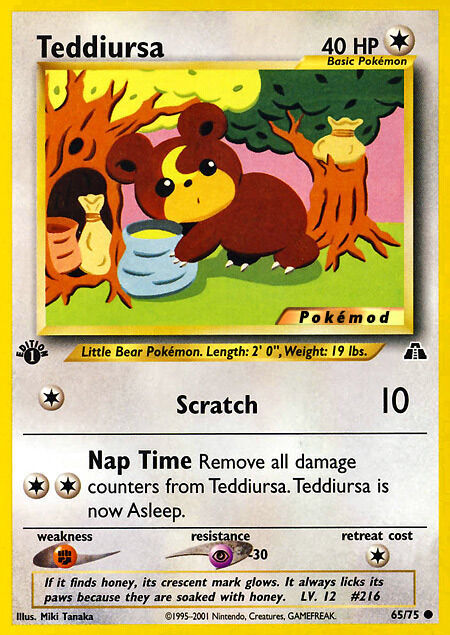 Teddiursa
40 HP
Basic Pokémon
Pokémod
EDITION
1
Little Bear Pokémon. Length: 2' 0", Weight: 19 lbs.
Scratch 10
Nap Time Remove all damage
counters from Teddiursa. Teddiursa is
now Asleep.
weakness resistance retreat cost
-30
If it finds honey, its crescent mark glows. It always licks its
paws because they are soaked with honey. LV. 12 #216
Illus. Miki Tanaka ©1995-2001 Nintendo, Creatures, GAMEFREAK. 65/75